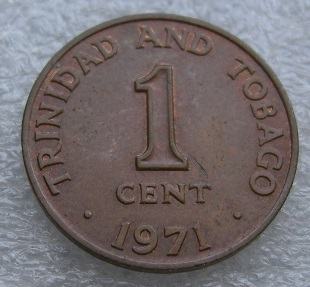 TRINIDAD AND TOBAGO
1
CENT
· 1971 ·